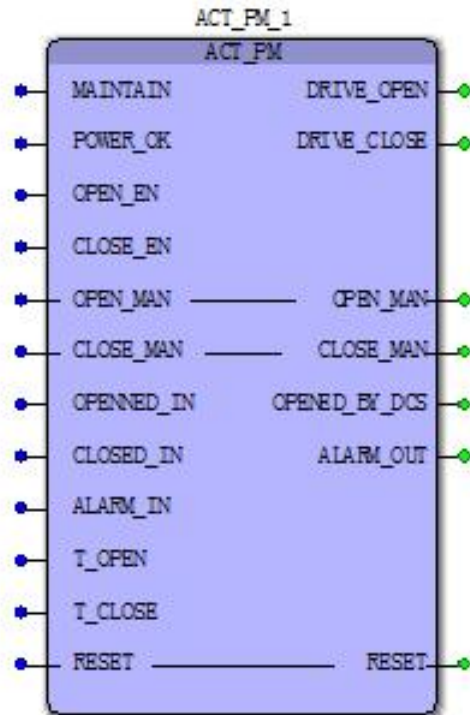 ACT_PM_1
ACT_PM
MAINTAIN DRIVE_OPEN
POWER_OK DRIVE_CLOSE
OPEN_EN
CLOSE_EN
OPEN_MAN OPEN_MAN
CLOSE_MAN CLOSE_MAN
OPENNED_IN OPENED_BY_DCS
CLOSED_IN ALARM_OUT
ALARM_IN
T_OPEN
T_CLOSE
RESET RESET